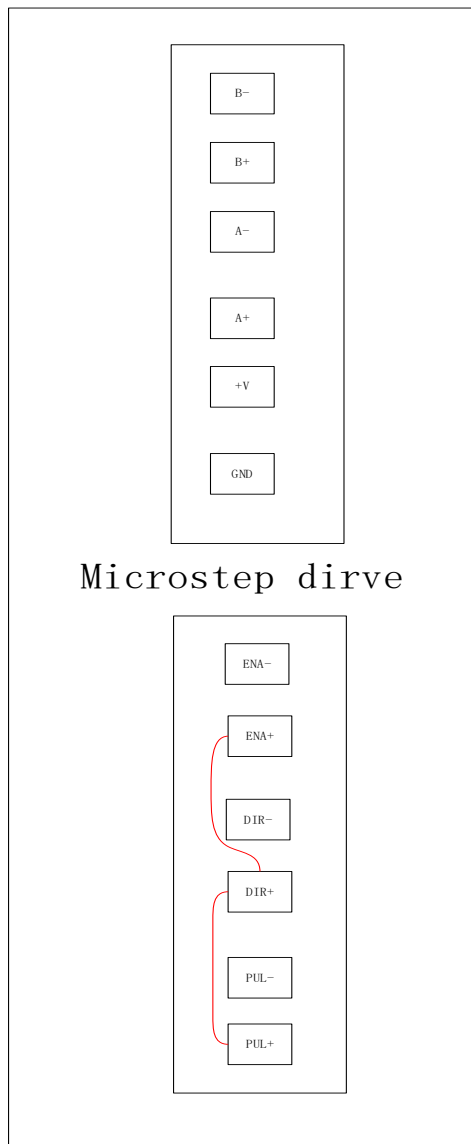 B-
B+
A-
A+
+V
GND
Microstep dirve
ENA-
ENA+
DIR-
DIR+
PUL-
PUL+